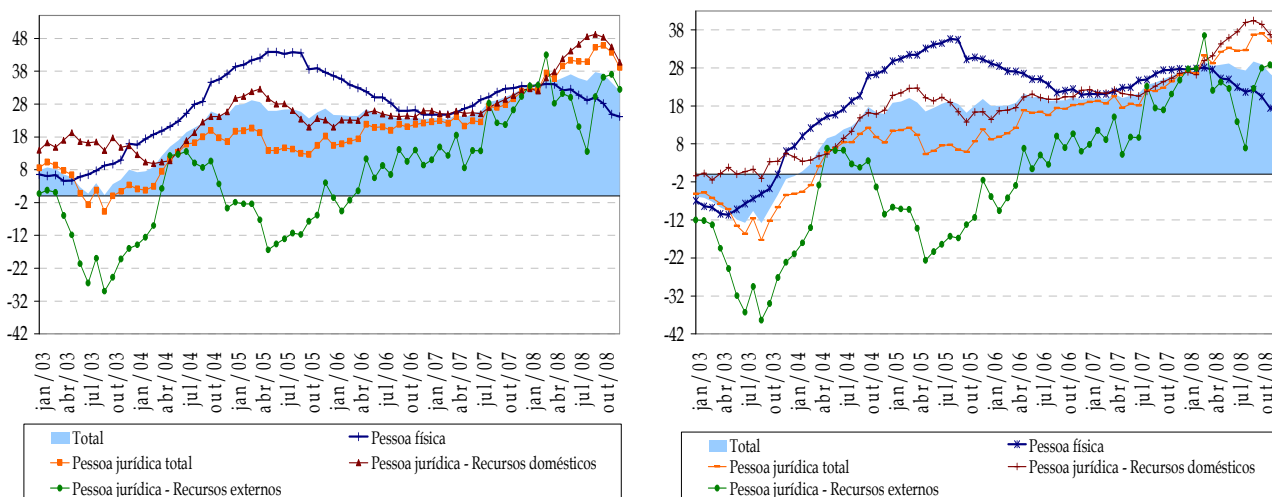 48
38
28
18
8
-2
-12
-22
-32
-42
jan/03
abr/03
jul/03
out/03
jan/04
abr/04
jul/04
out/04
jan/05
abr/05
jul/05
out/05
jan/06
abr/06
jul/06
out/06
jan/07
abr/07
jul/07
out/07
jan/08
abr/08
jul/08
out/08
Total
Pessoa física
Pessoa jurídica total
Pessoa jurídica - Recursos domésticos
Pessoa jurídica - Recursos externos
38
28
18
8
-2
-12
-22
-32
-42
jan/03
abr/03
jul/03
out/03
jan/04
abr/04
jul/04
out/04
jan/05
abr/05
jul/05
out/05
jan/06
abr/06
jul/06
out/06
jan/07
abr/07
jul/07
out/07
jan/08
abr/08
jul/08
out/08
Total
Pessoa física
Pessoa jurídica total
Pessoa jurídica - Recursos domésticos
Pessoa jurídica - Recursos externos